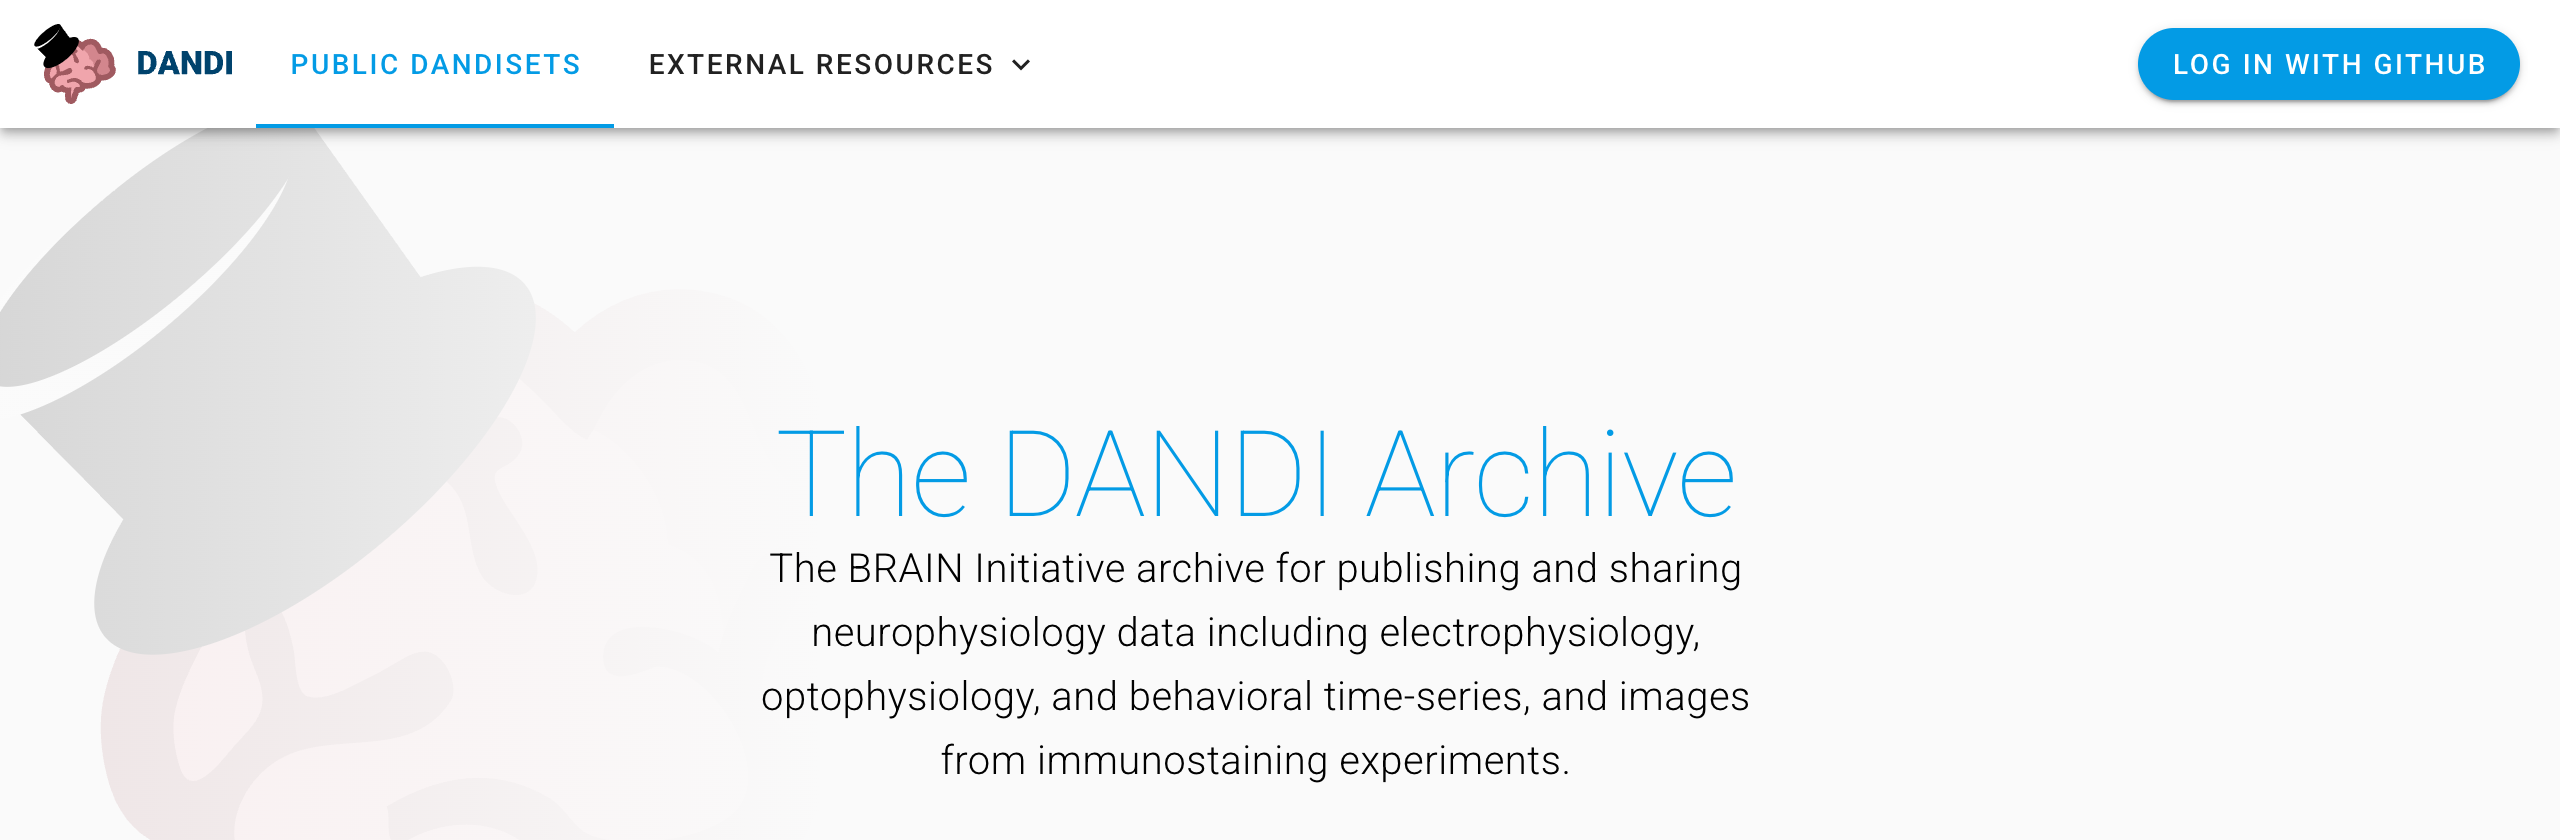 DANDI
PUBLIC DANDISETS
EXTERNAL RESOURCES
LOG IN WITH GITHUB
The DANDI Archive
The BRAIN Initiative archive for publishing and sharing
neurophysiology data including electrophysiology,
optophysiology, and behavioral time-series, and images
from immunostaining experiments.